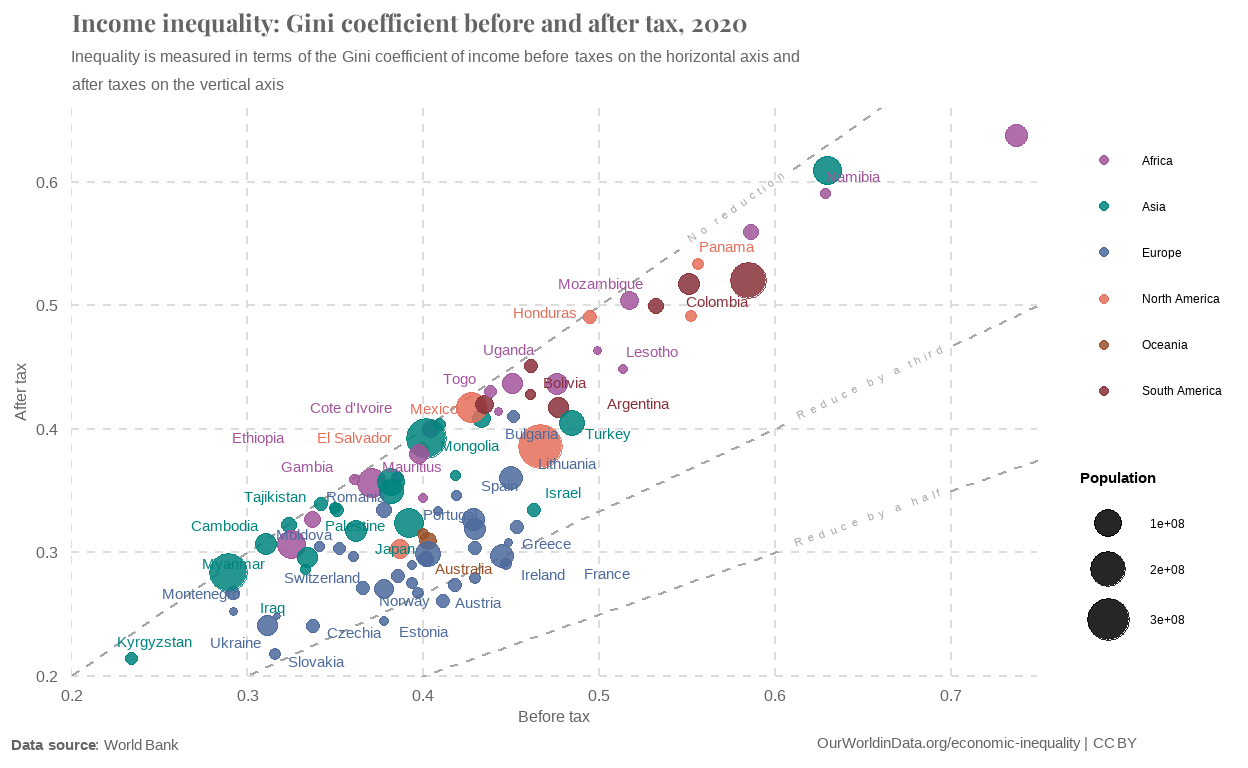 Income inequality: Gini coefficient before and after tax, 2020
Inequality is measured in terms of the Gini coefficient of income before taxes on the horizontal axis and
after taxes on the vertical axis
After tax
0.6
0.5
0.4
0.3
0.2
0.2
0.3
0.4
0.5
0.6
0.7
Before tax
No reduction
Reduce by a third
Reduce by a half
Namibia
Panama
Mozambique
Colombia
Honduras
Uganda
Lesotho
Togo
Bolivia
Cote d'Ivoire
Mexico
Argentina
Ethiopia
El Salvador
Mongolia
Bulgaria
Turkey
Gambia
Mauritius
Lithuania
Tajikistan
Romania
Spain
Israel
Cambodia
Moldova
Palestine
Portugal
Japan
Greece
Myanmar
Switzerland
Australia
Ireland
France
Montenegro
Iraq
Norway
Austria
Kyrgyzstan
Ukraine
Czechia
Estonia
Slovakia
Africa
Asia
Europe
North America
Oceania
South America
Population
1e+08
2e+08
3e+08
Data source: World Bank
OurWorldinData.org/economic-inequality | CC BY